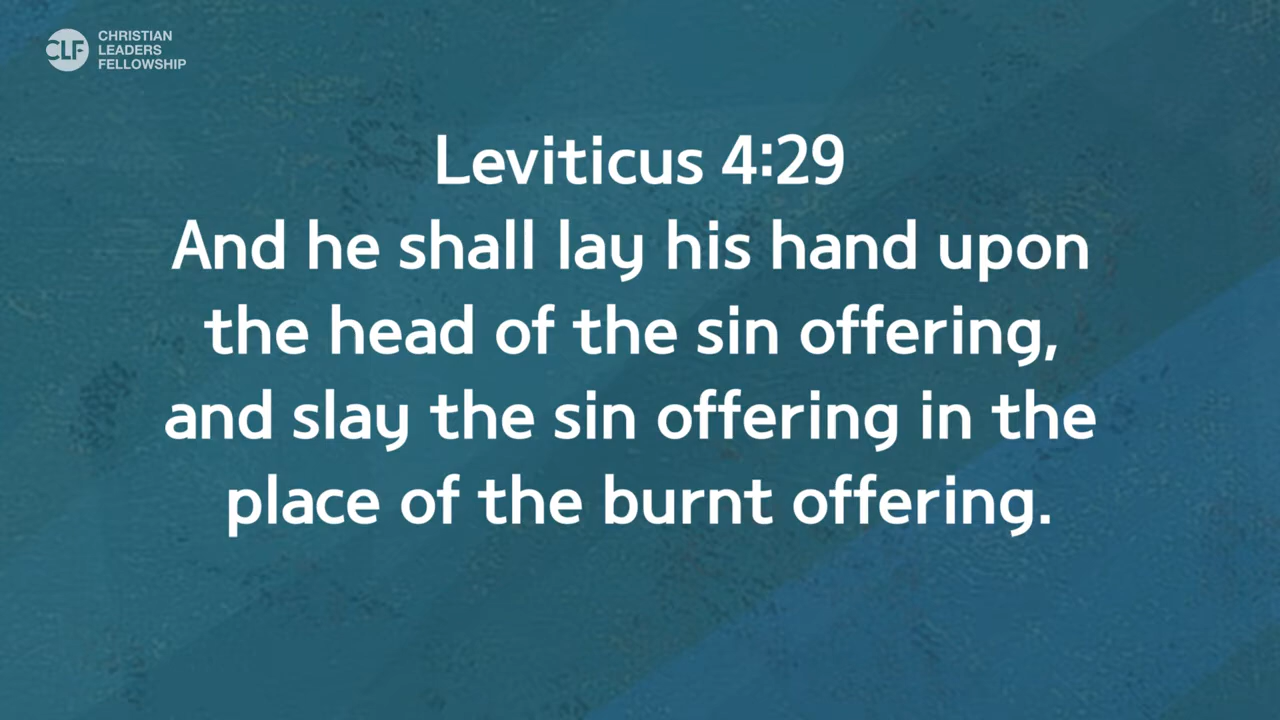 CLF
CHRISTIAN
LEADERS
FELLOWSHIP
Leviticus 4:29
And he shall lay his hand upon
the head of the sin offering,
and slay the sin offering in the
place of the burnt offering.